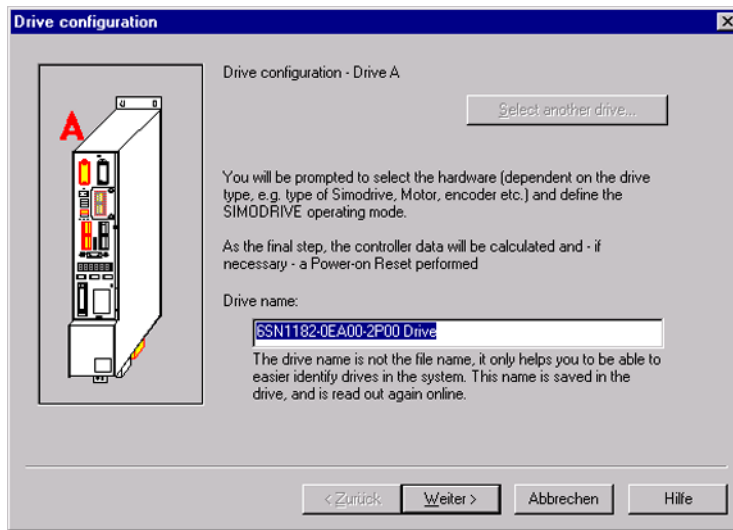 Drive configuration
A
Drive configuration - Drive A
Select another drive...
You will be prompted to select the hardware (dependent on the drive
type, e.g. type of Simodrive, Motor, encoder etc.) and define the
SIMODRIVE operating mode.
As the final step, the controller data will be calculated and - if
necessary - a Power-on Reset performed
Drive name:
6SN1182-0EA00-2P00 Drive
The drive name is not the file name, it only helps you to be able to
easier identify drives in the system. This name is saved in the
drive, and is read out again online.
< Zurück
Weiter >
Abbrechen
Hilfe